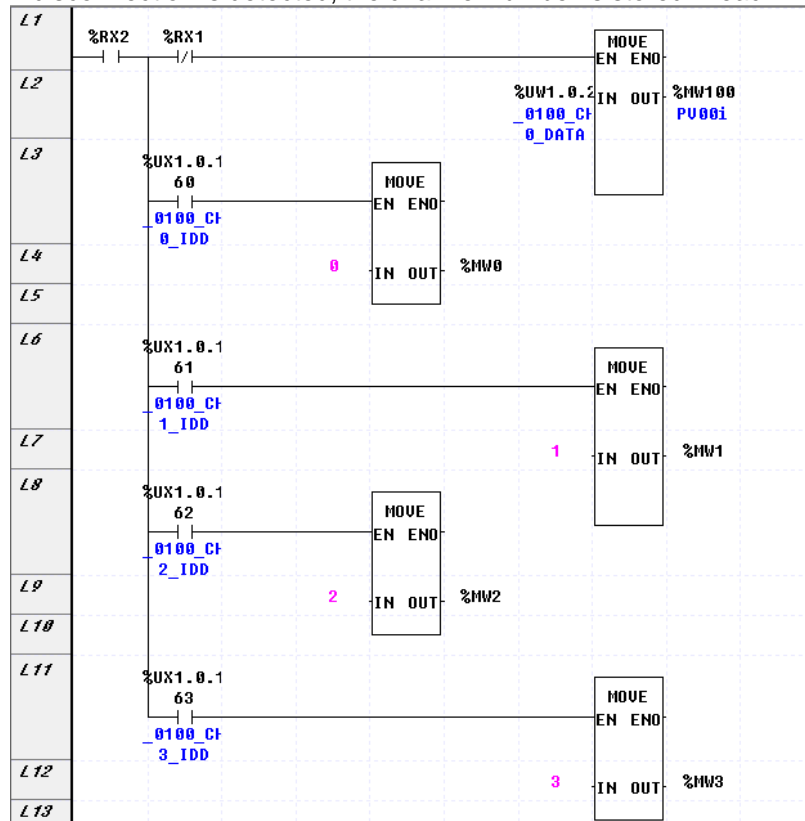 L1
%RX2 %RX1
MOVE
EN ENO
L2
%UW1.0.2 IN OUT %MW100
_0100_CH PV00i
0_DATA
L3
%UX1.0.1
60 MOVE
EN ENO
_0100_CH
0_IDD
L4
0 IN OUT %MW0
L5
L6
%UX1.0.1
61 MOVE
EN ENO
_0100_CH
1_IDD
L7
1 IN OUT %MW1
L8
%UX1.0.1
62 MOVE
EN ENO
_0100_CH
2_IDD
L9
2 IN OUT %MW2
L10
L11
%UX1.0.1
63 MOVE
EN ENO
_0100_CH
3_IDD
L12
3 IN OUT %MW3
L13